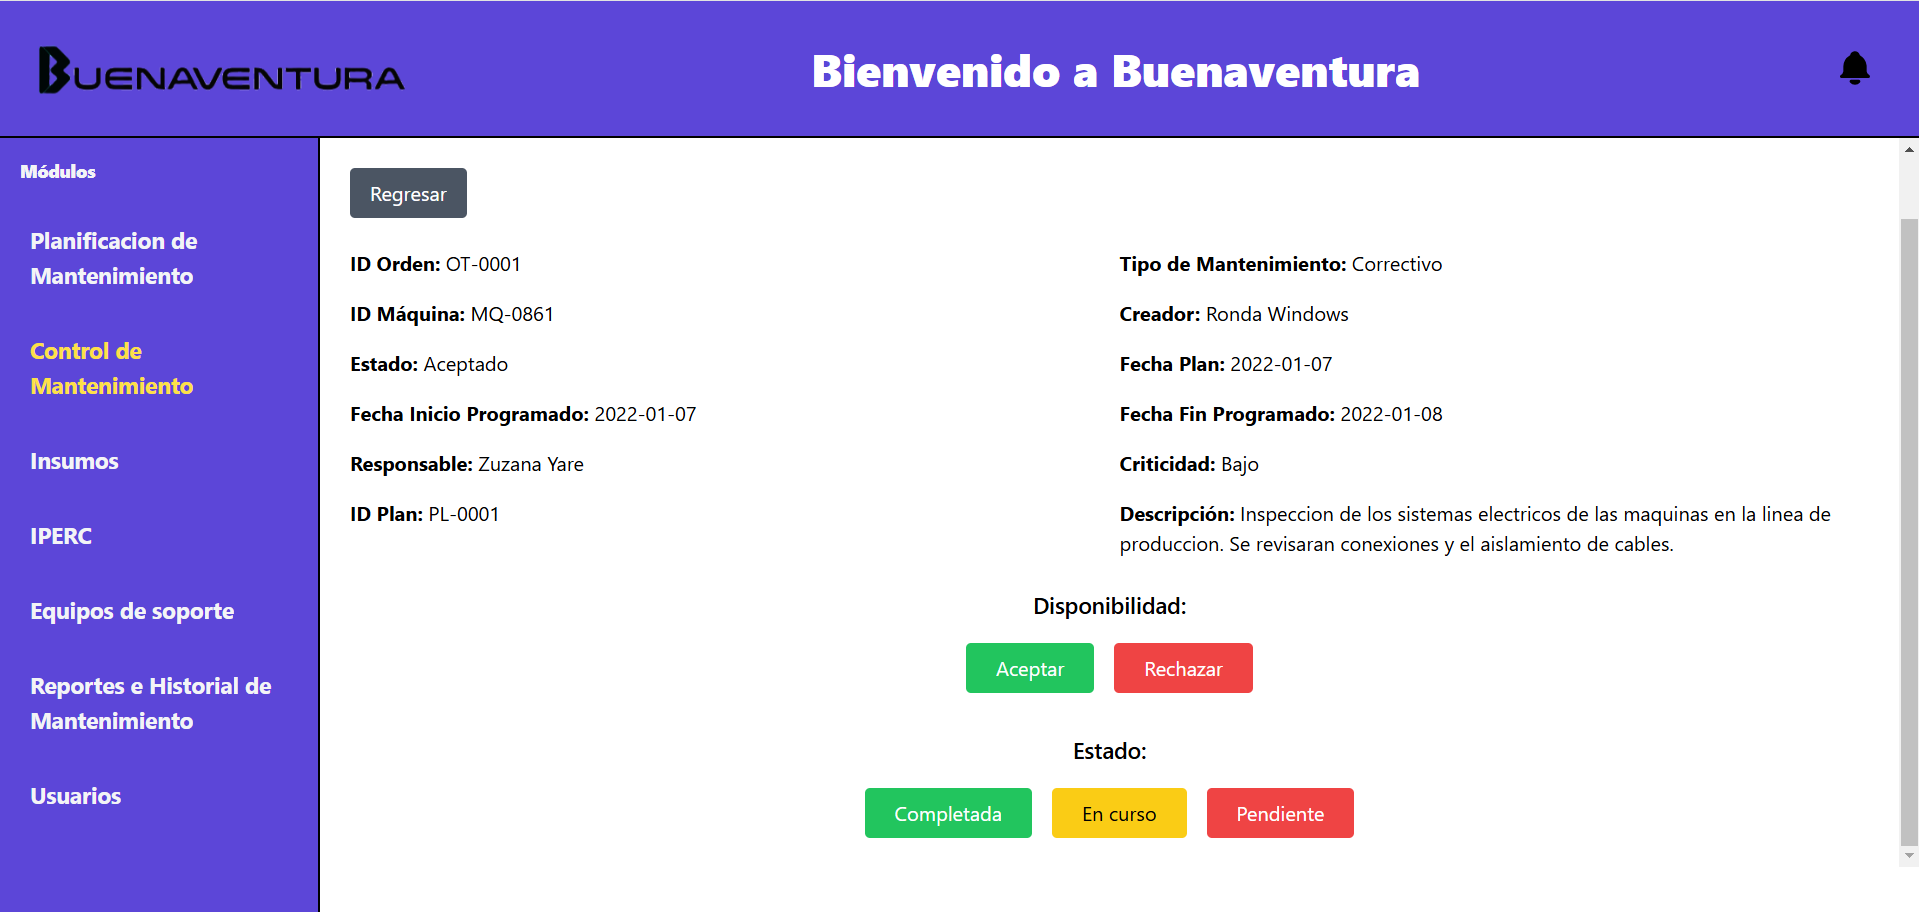 BUENAVENTURA
Bienvenido a Buenaventura
Módulos
Planificacion de
Mantenimiento
Control de
Mantenimiento
Insumos
IPERC
Equipos de soporte
Reportes e Historial de
Mantenimiento
Usuarios
Regresar
ID Orden: OT-0001
Tipo de Mantenimiento: Correctivo
ID Máquina: MQ-0861
Creador: Ronda Windows
Estado: Aceptado
Fecha Plan: 2022-01-07
Fecha Inicio Programado: 2022-01-07
Fecha Fin Programado: 2022-01-08
Responsable: Zuzana Yare
Criticidad: Bajo
ID Plan: PL-0001
Descripción: Inspeccion de los sistemas electricos de las maquinas en la linea de
produccion. Se revisaran conexiones y el aislamiento de cables.
Disponibilidad:
Aceptar
Rechazar
Estado:
Completada
En curso
Pendiente